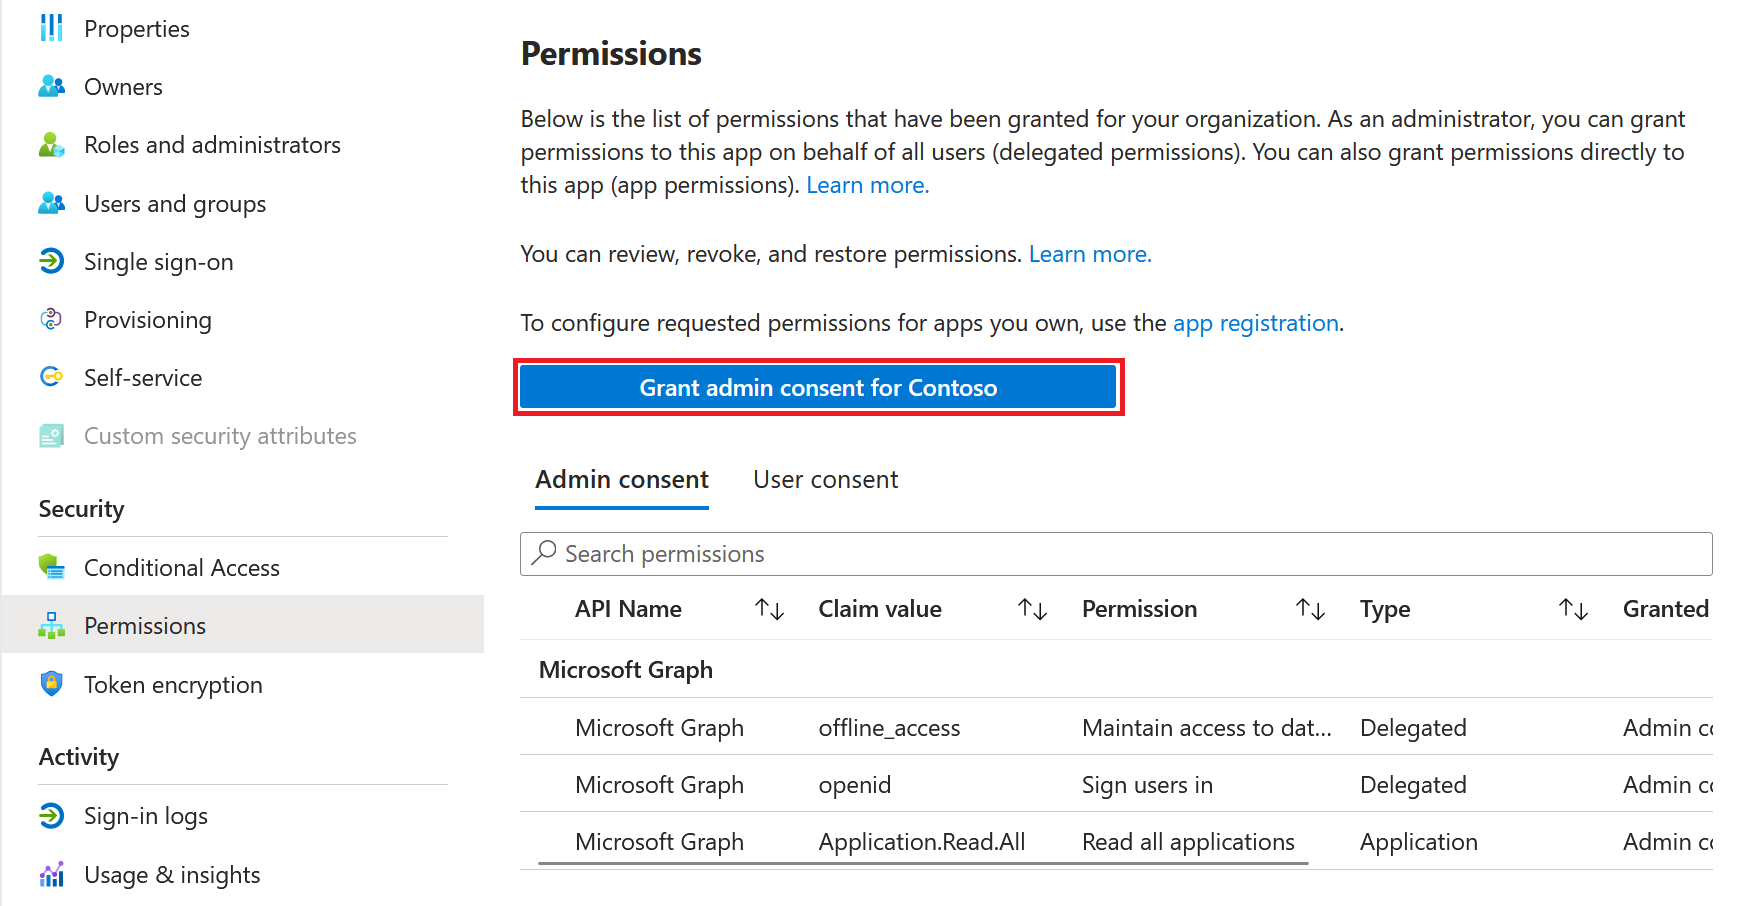 Properties
Owners
Roles and administrators
Users and groups
Single sign-on
Provisioning
Self-service
Custom security attributes
Security
Conditional Access
Permissions
Token encryption
Activity
Sign-in logs
Usage & insights
Permissions
Below is the list of permissions that have been granted for your organization. As an administrator, you can grant
permissions to this app on behalf of all users (delegated permissions). You can also grant permissions directly to
this app (app permissions). Learn more.
You can review, revoke, and restore permissions. Learn more.
To configure requested permissions for apps you own, use the app registration.
Grant admin consent for Contoso
Admin consent User consent
Search permissions
API Name Claim value Permission Type Granted
Microsoft Graph
Microsoft Graph offline_access Maintain access to dat... Delegated Admin
Microsoft Graph openid Sign users in Delegated Admin
Microsoft Graph Application.Read.All Read all applications Application Admin